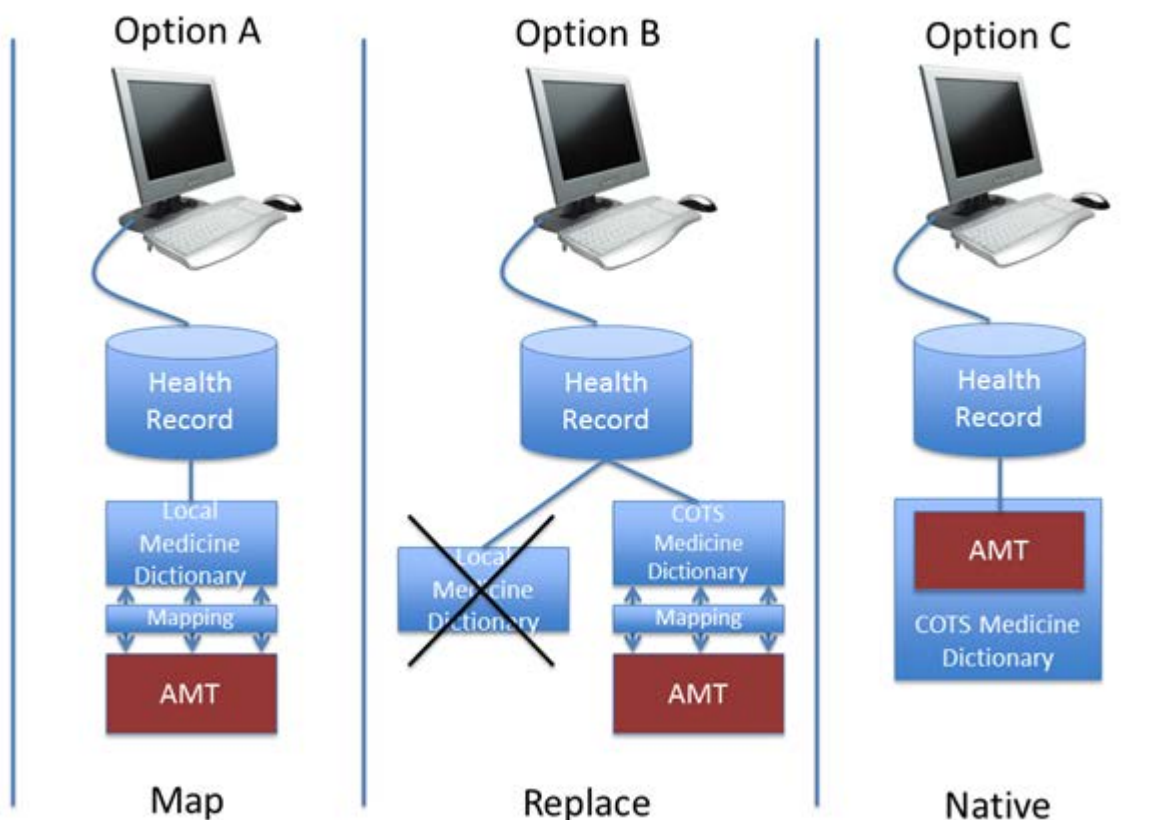 Option A
Health
Record
Local
Medicine
Dictionary
Mapping
AMT
Map
Option B
Health
Record
Local
Medicine
Dictionary
COTS
Medicine
Dictionary
Mapping
AMT
Replace
Option C
Health
Record
AMT
COTS Medicine
Dictionary
Native